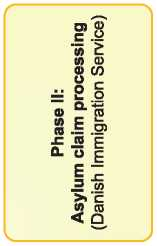 Phase II:
Asylum claim processing
(Danish Immigration Service)